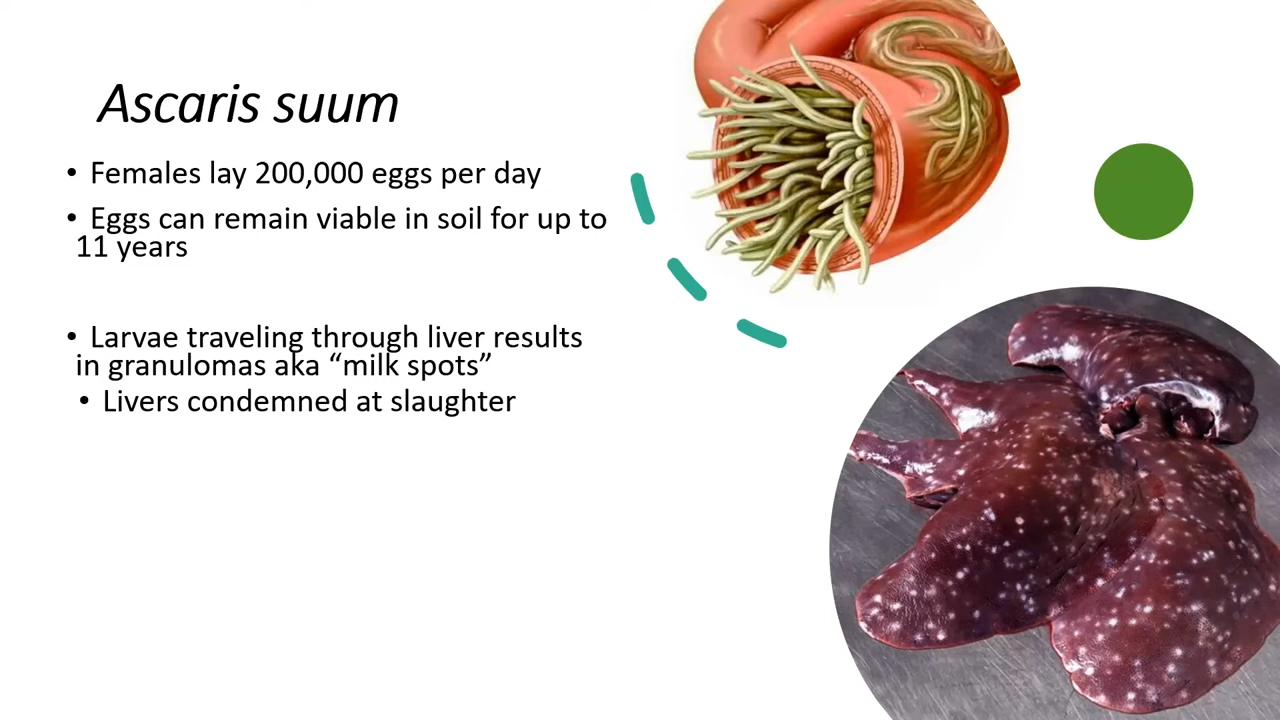 Ascaris suum
• Females lay 200,000 eggs per day
• Eggs can remain viable in soil for up to
11 years
• Larvae traveling through liver results
in granulomas aka “milk spots”
• Livers condemned at slaughter